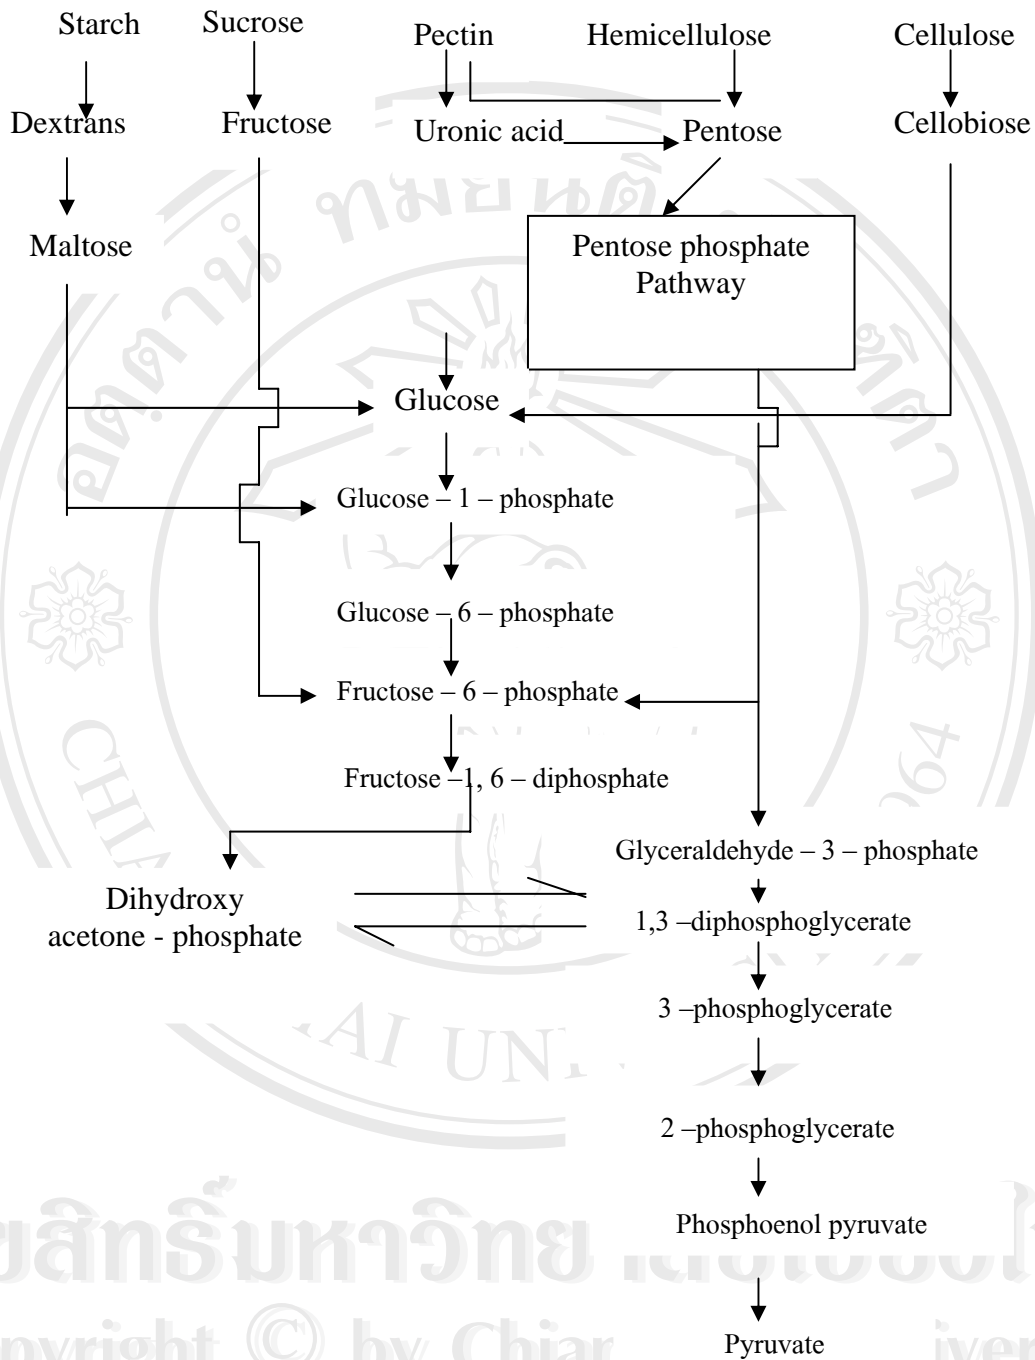 Starch
Sucrose
Pectin
Hemicellulose
Cellulose
Dextrans
Fructose
Uronic acid
Pentose
Cellobiose
Maltose
Pentose phosphate
Pathway
Glucose
Glucose – 1 – phosphate
Glucose – 6 – phosphate
Fructose – 6 – phosphate
Fructose –1, 6 – diphosphate
Glyceraldehyde – 3 – phosphate
Dihydroxy
acetone - phosphate
1,3 –diphosphoglycerate
3 –phosphoglycerate
2 –phosphoglycerate
Phosphoenol pyruvate
Pyruvate
by Chian